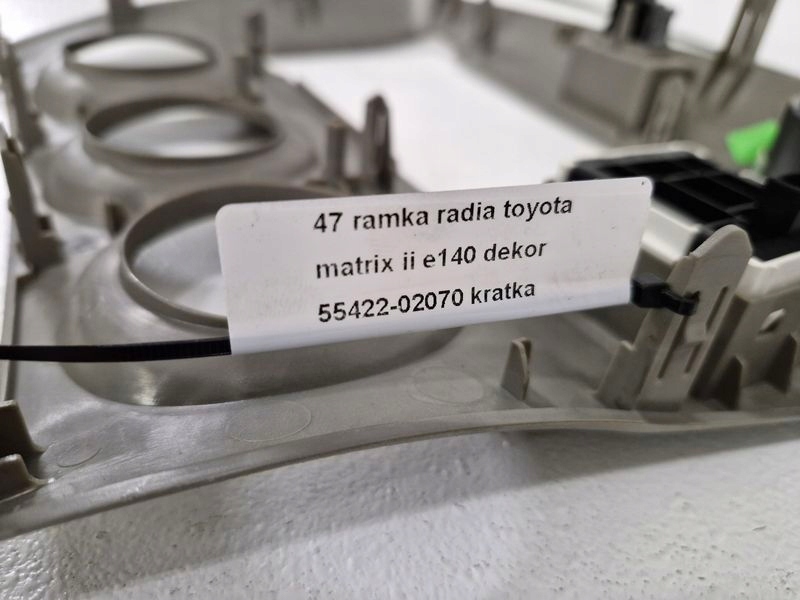 47 ramka radia toyota
matrix ii e140 dekor
55422-02070 kratka